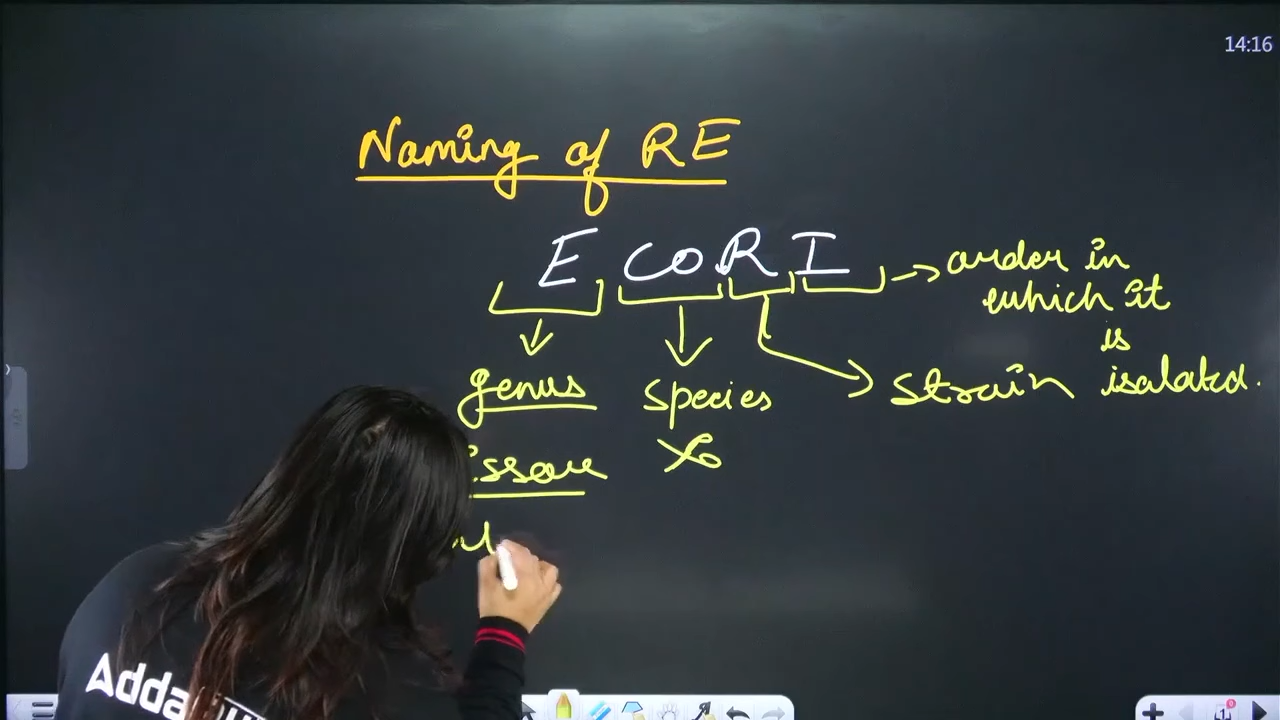 14:16
Naming of RE
E CO R I
order in which it is isolated.
genus
species
strain
Adda